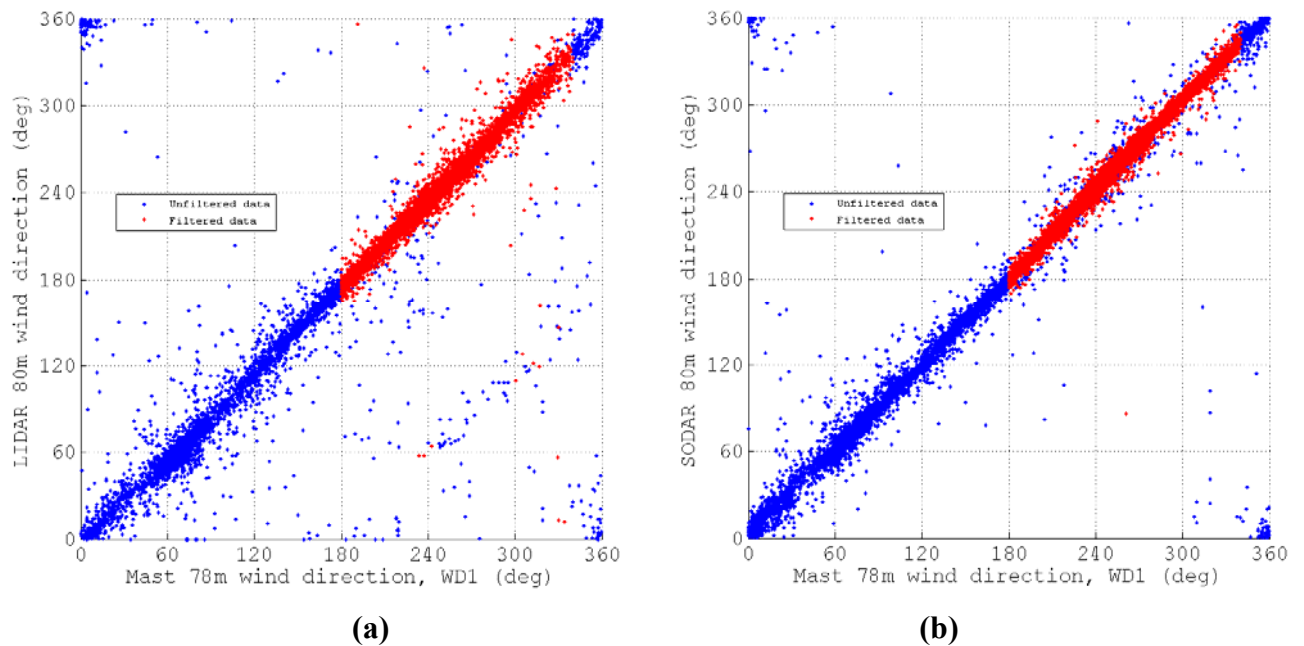 360
300
240
180
120
60
0
LIDAR 80m wind direction (deg)
Unfiltered data
Filtered data
0 60 120 180 240 300 360
Mast 78m wind direction, WD1 (deg)
(a)
360
300
240
180
120
60
0
SODAR 80m wind direction (deg)
Unfiltered data
Filtered data
0 60 120 180 240 300 360
Mast 78m wind direction, WD1 (deg)
(b)